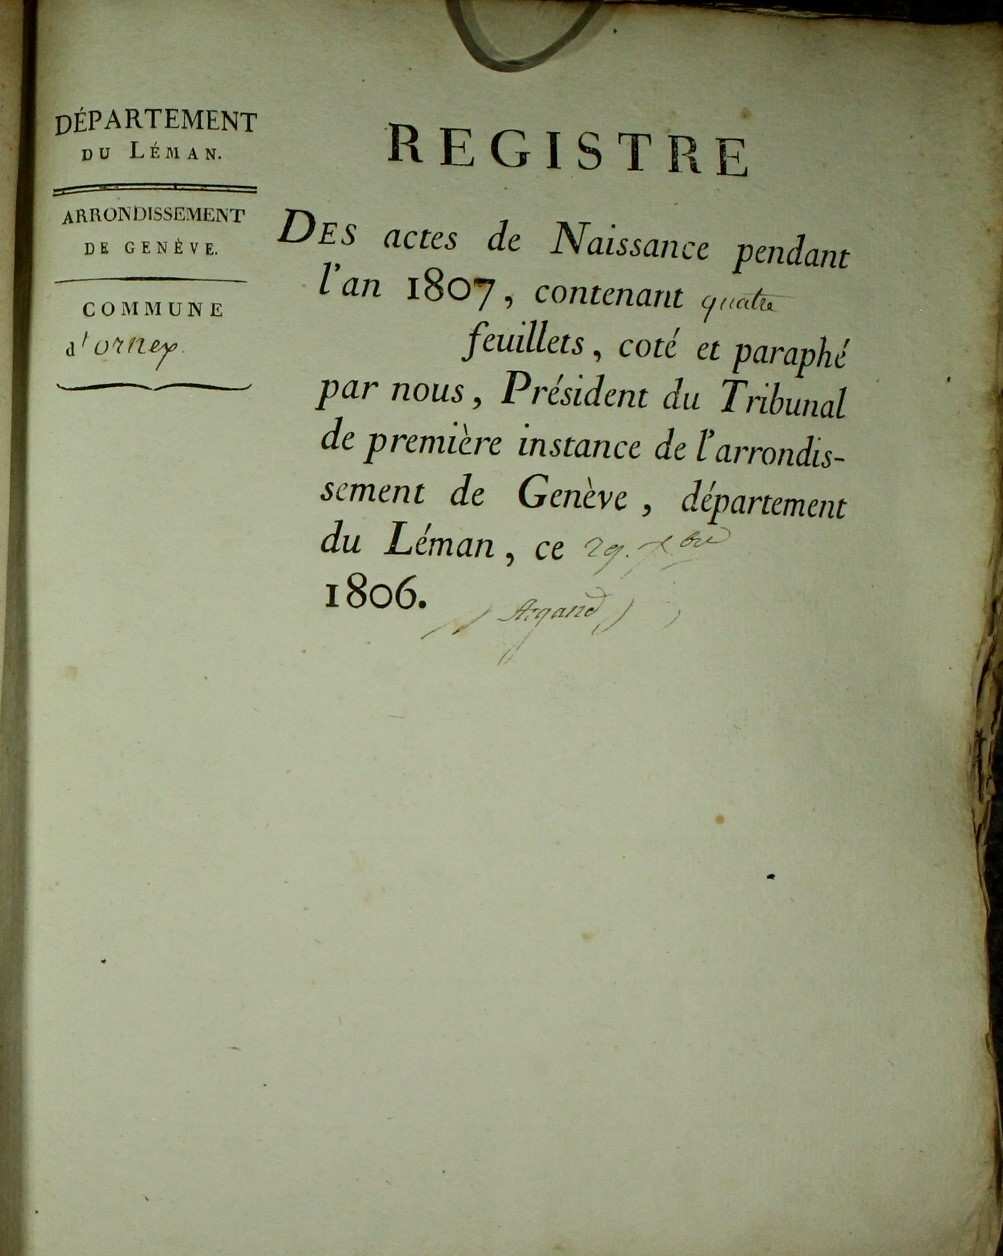 DÉPARTEMENT
DU LÉMAN.
ARRONDISSEMENT
DE GENÈVE.
COMMUNE
d'ornex.
REGISTRE
DES actes de Naissance pendant
l'an 1807, contenant quatre
feuillets, coté et paraphé
par nous, Président du Tribunal
de première instance de l'arrondis-
sement de Genève, département
du Léman, ce 29. Xbre
1806.
Argand